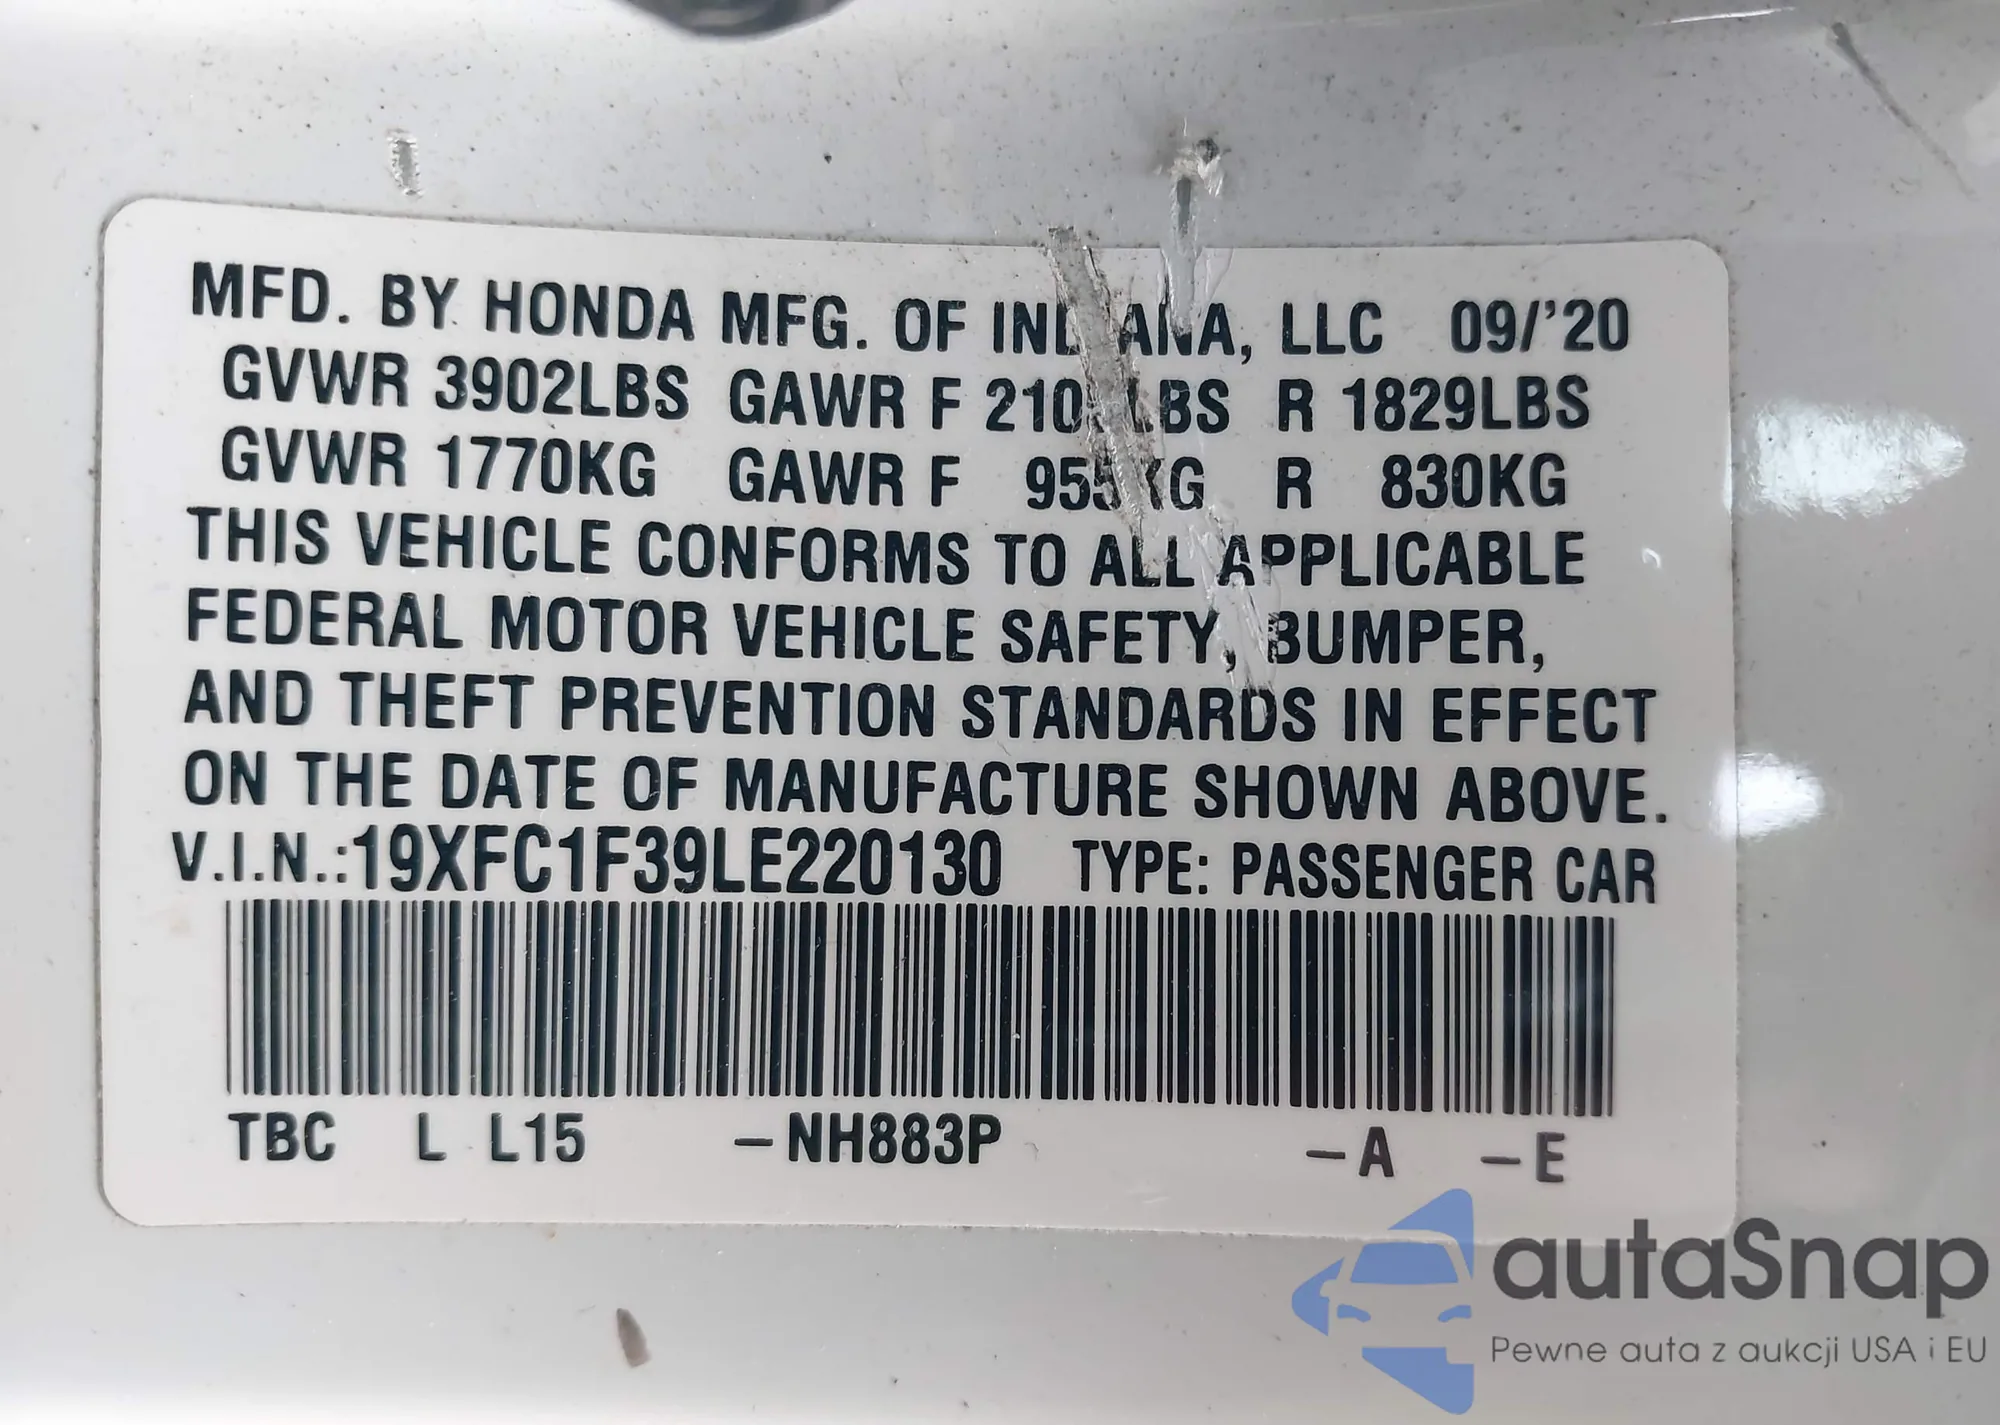 MFD. BY HONDA MFG. OF INDIANA, LLC 09/'20
GVWR 3902LBS GAWR F LBS R 1829LBS
GVWR 1770KG GAWR F 955KG R 830KG
THIS VEHICLE CONFORMS TO ALL APPLICABLE
FEDERAL MOTOR VEHICLE SAFETY, BUMPER,
AND THEFT PREVENTION STANDARDS IN EFFECT
ON THE DATE OF MANUFACTURE SHOWN ABOVE.
V.I.N.:19XFC1F39LE220130 TYPE: PASSENGER CAR
TBC L L15 –NH883P –A –E
autaSnap
Pewne auta z aukcji USA i EU